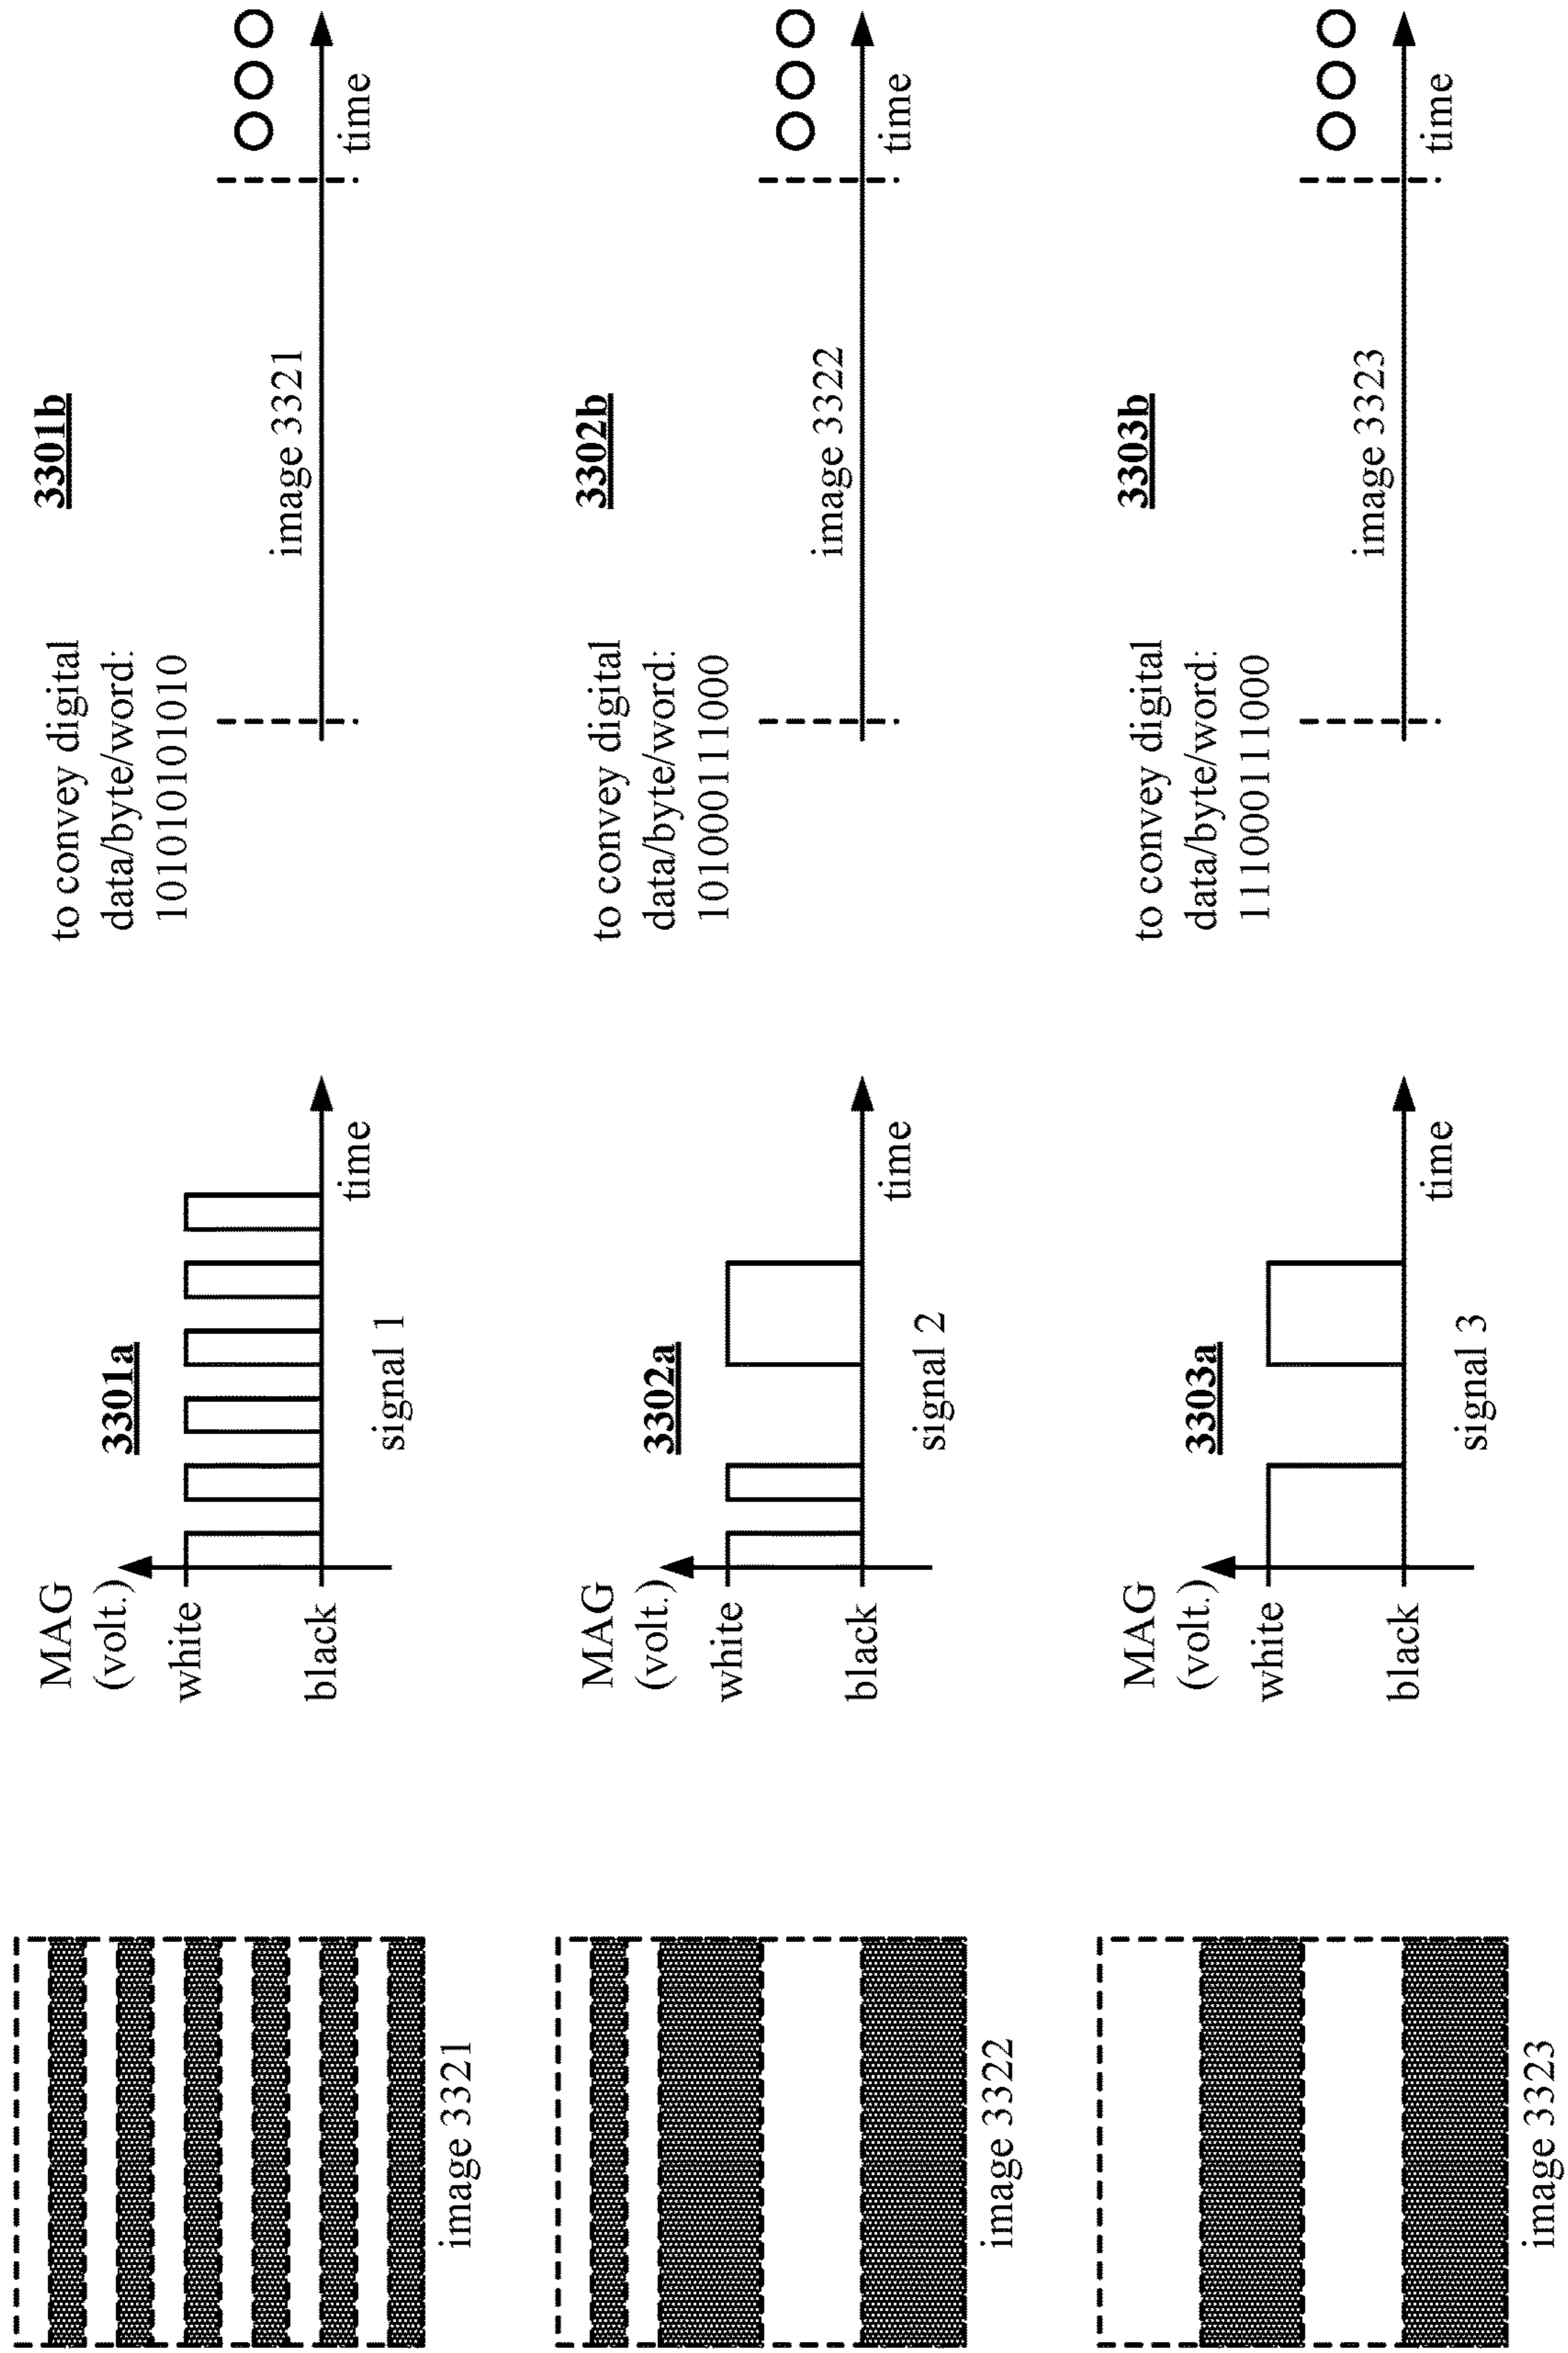 image 3321
MAG
(volt.)
white
black
3301a
time
signal 1
to convey digital
data/byte/word:
101010101010
3301b
image 3321
time
image 3322
MAG
(volt.)
white
black
3302a
time
signal 2
to convey digital
data/byte/word:
101000111000
3302b
image 3322
time
image 3323
MAG
(volt.)
white
black
3303a
time
signal 3
to convey digital
data/byte/word:
111000111000
3303b
image 3323
time